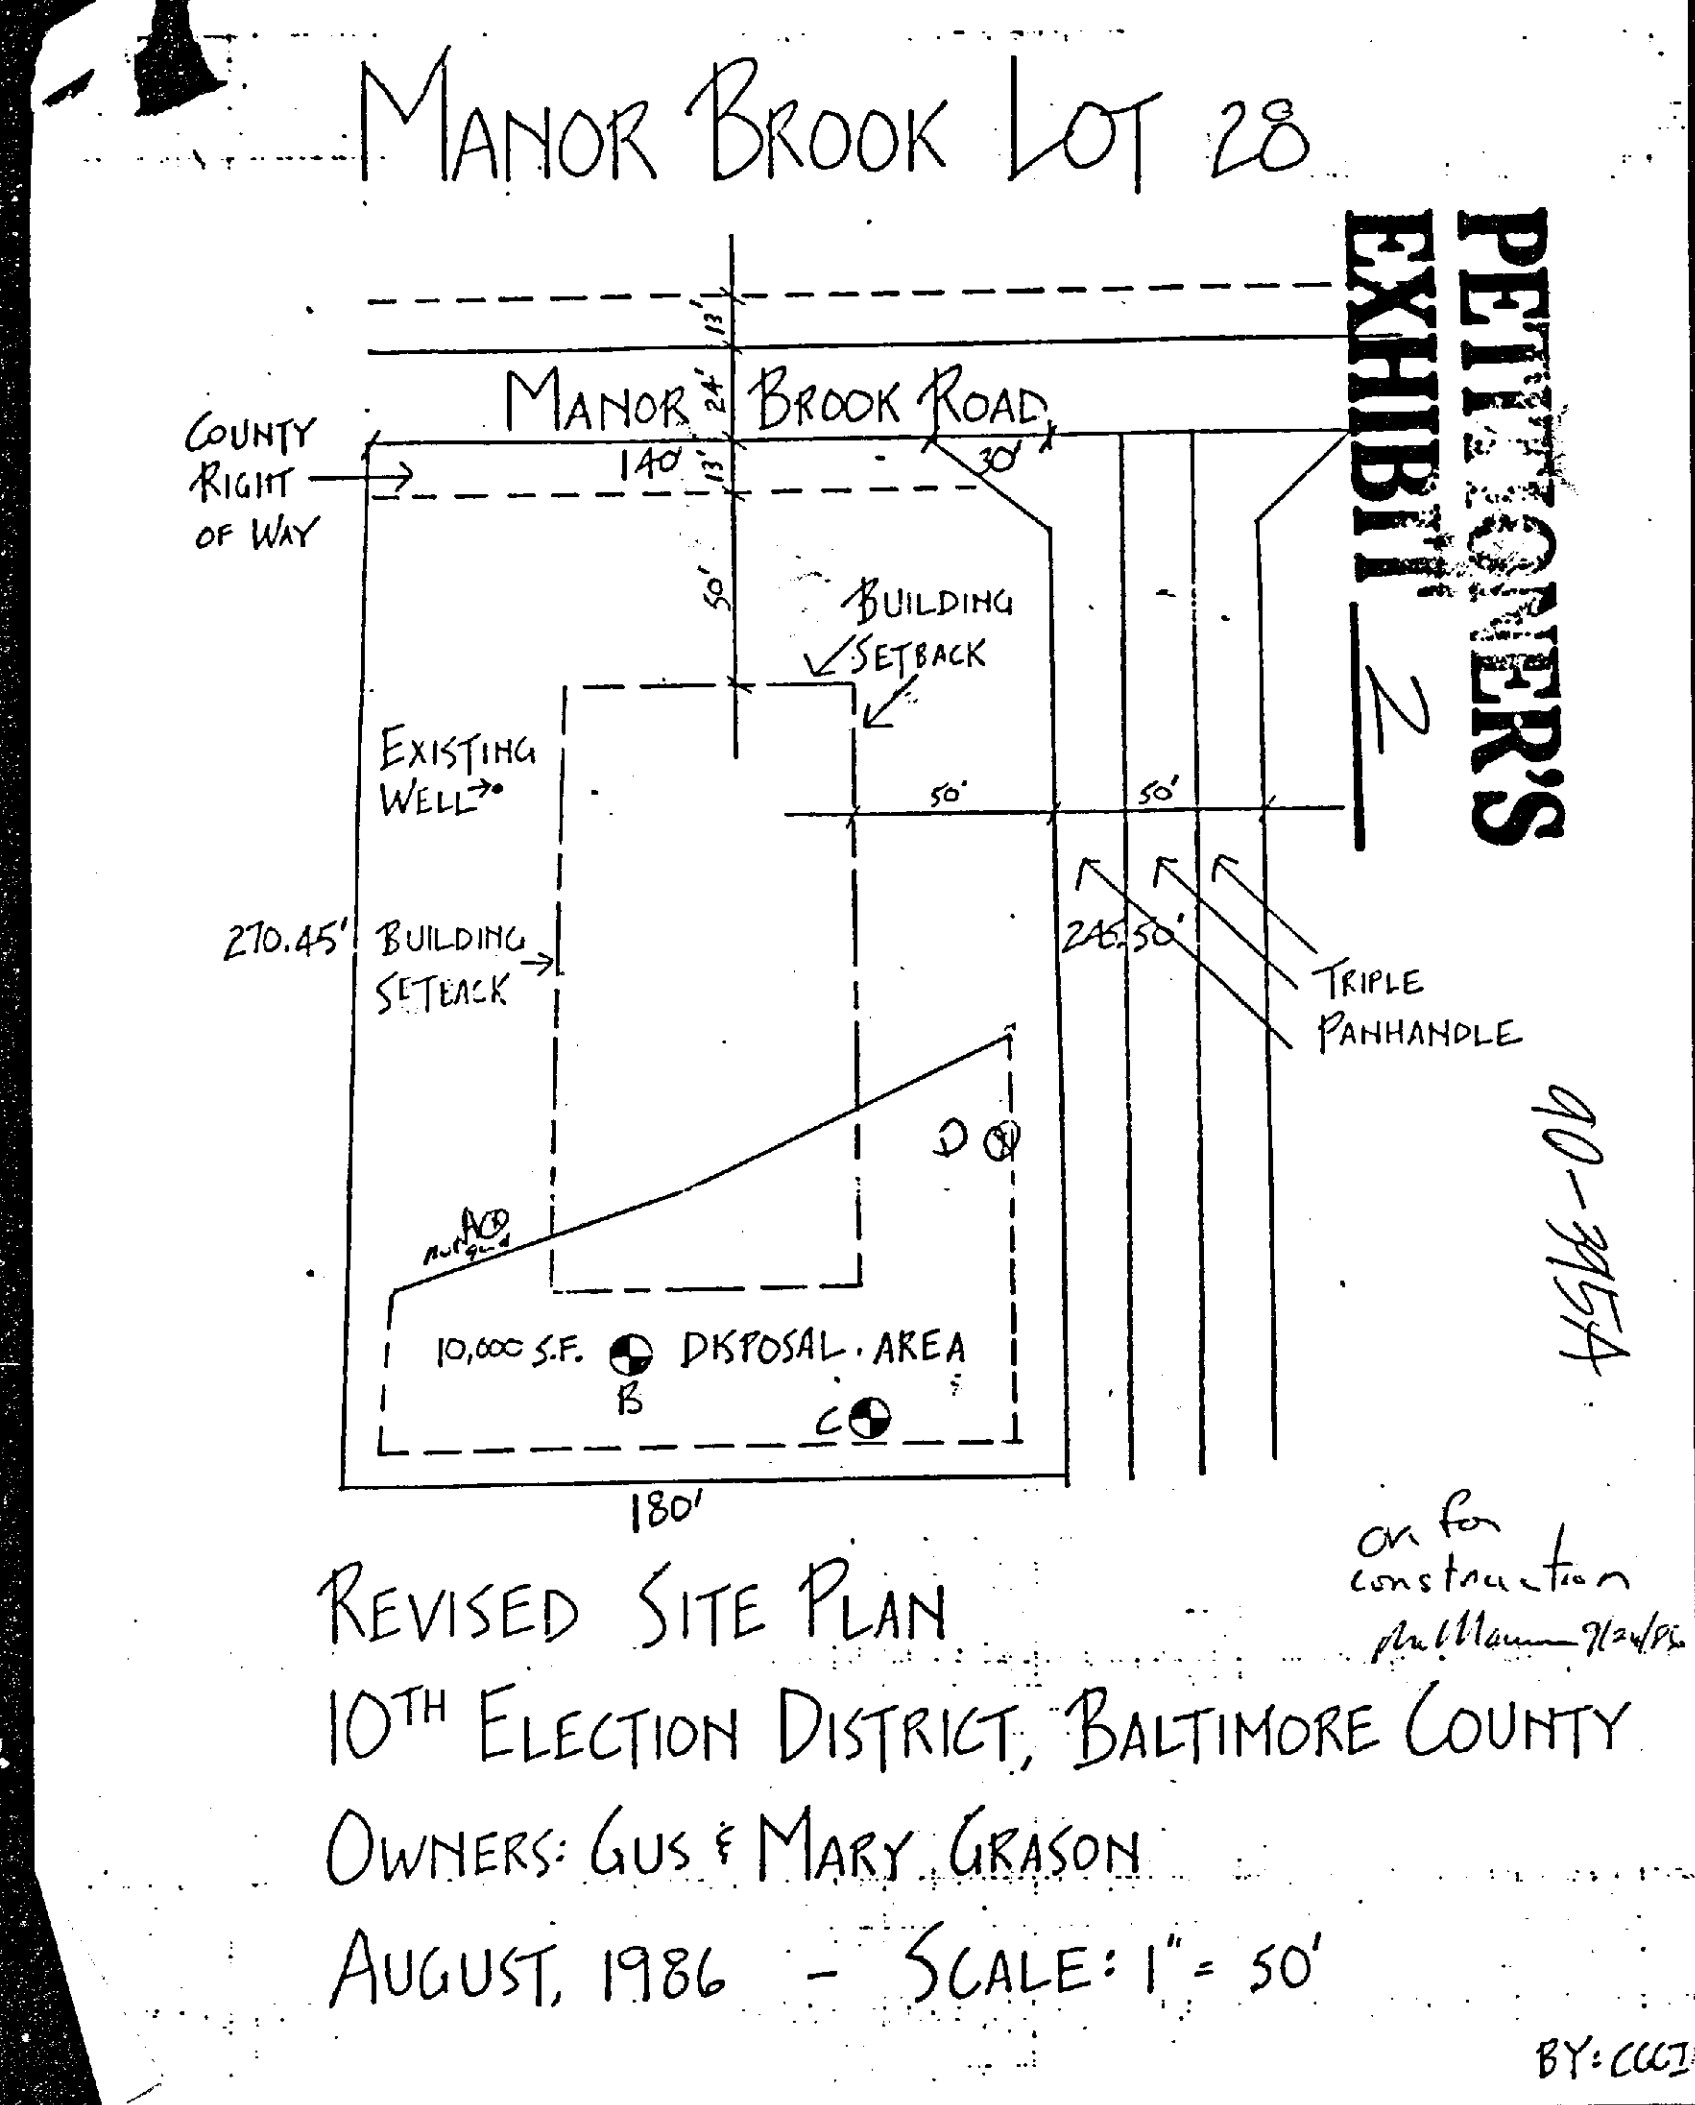 MANOR BROOK LOT 28
PETITIONER'S
EXHIBIT 2
13'
24'
MANOR BROOK ROAD
COUNTY
RIGHT
OF WAY
140'
13'
30'
50'
BUILDING
SETBACK
EXISTING
WELL
50'
50'
270.45'
BUILDING
SETBACK
245.50'
TRIPLE
PANHANDLE
D
A
B
C
10,000 S.F. DISPOSAL AREA
180'
90-395A
ok for
construction
REVISED SITE PLAN
10TH ELECTION DISTRICT, BALTIMORE COUNTY
OWNERS: GUS & MARY GRASON
AUGUST, 1986 - SCALE: 1" = 50'
BY: CCCI